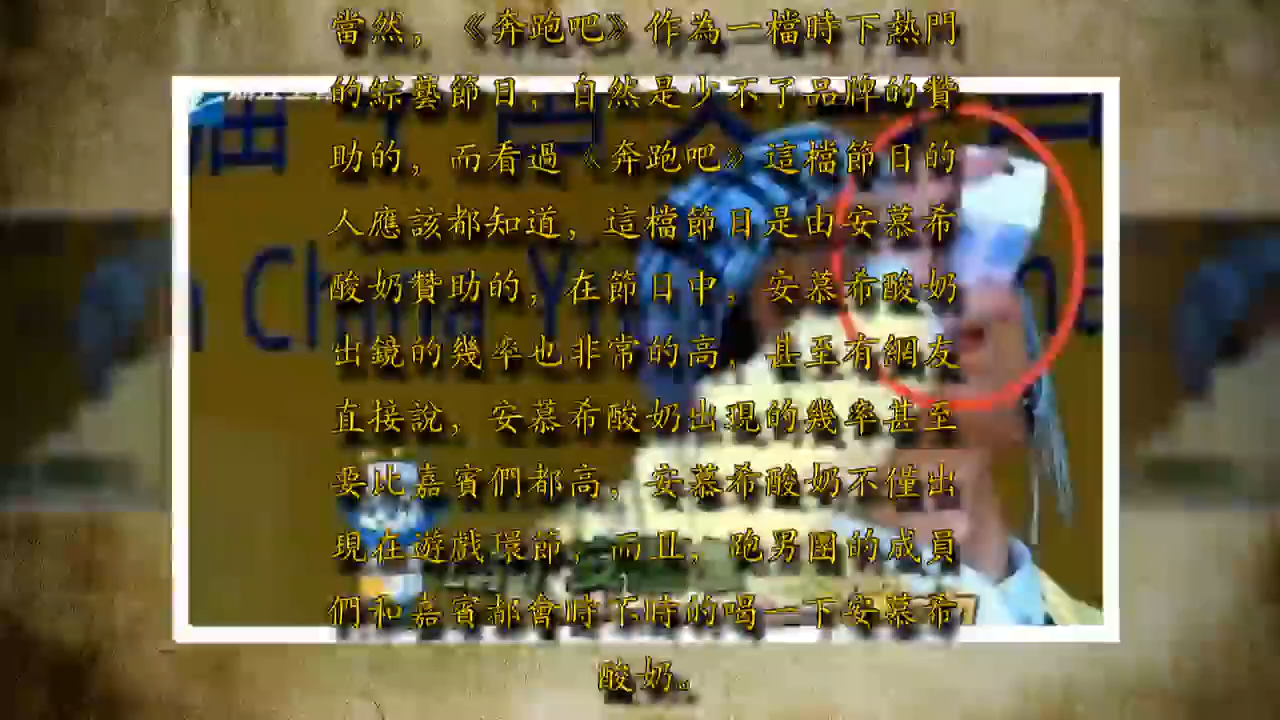 當然，《奔跑吧》作為一檔時下熱門
的綜藝節目，自然是少不了品牌的贊
助的，而看過《奔跑吧》這檔節目的
人應該都知道，這檔節目是由安慕希
酸奶贊助的，在節目中，安慕希酸奶
出鏡的幾率也非常的高，甚至有網友
直接說，安慕希酸奶出現的幾率甚至
要比嘉賓們都高，安慕希酸奶不僅出
現在遊戲環節，而且，跑男團的成員
們和嘉賓都會時不時的喝一下安慕希
酸奶。